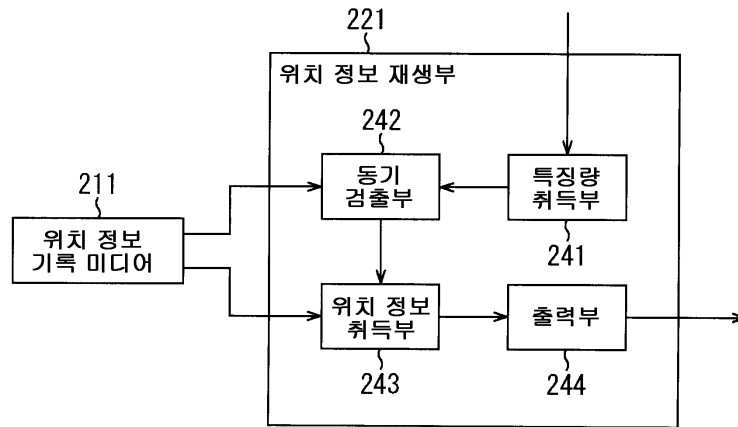 221
위치 정보 재생부
242
동기
검출부
특징량
취득부
241
211
위치 정보
기록 미디어
위치 정보
취득부
243
출력부
244